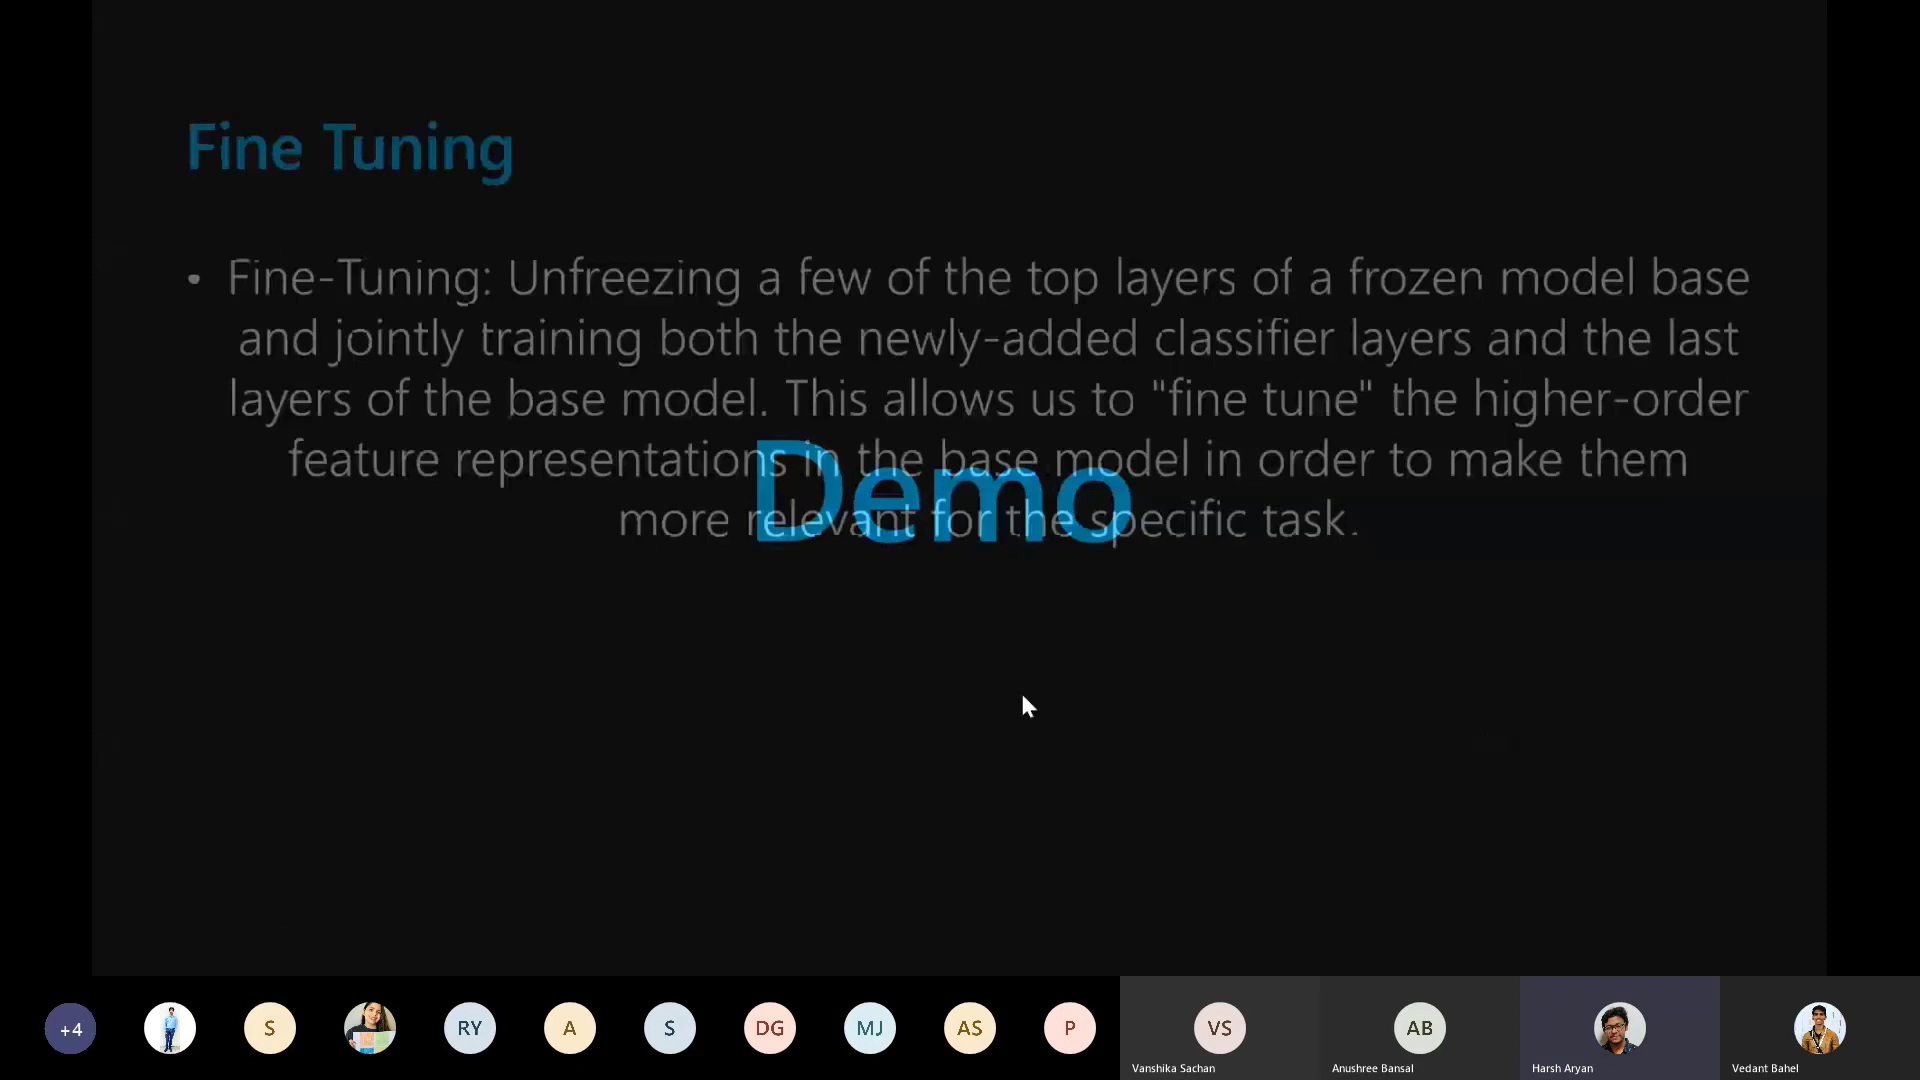 Fine Tuning
• Fine-Tuning: Unfreezing a few of the top layers of a frozen model base
and jointly training both the newly-added classifier layers and the last
layers of the base model. This allows us to "fine tune" the higher-order
feature representations in the base model in order to make them
more relevant for the specific task.
Demo
+4
S
RY
A
S
DG
MJ
AS
P
VS
AB
Vanshika Sachan
Anushree Bansal
Harsh Aryan
Vedant Bahel